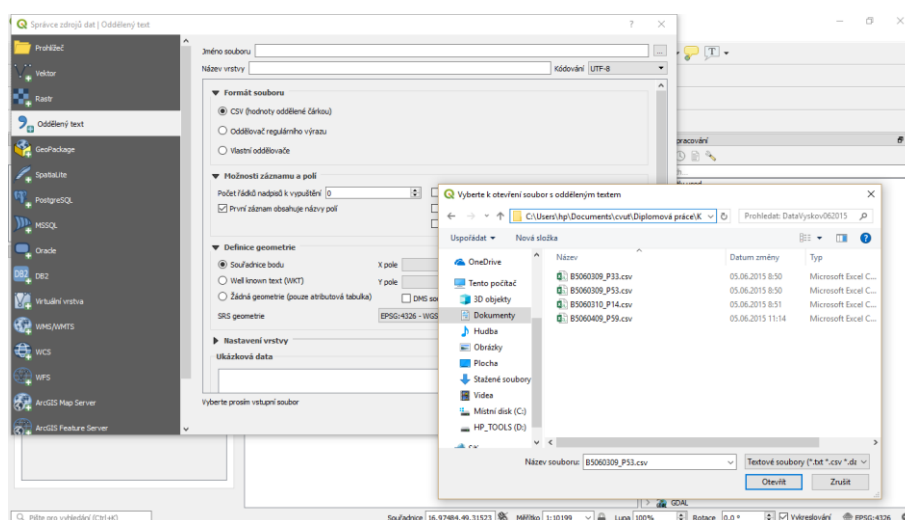 Správce zdrojů dat | Oddělený text
Prohlížeč
Vektor
Rastr
Oddělený text
GeoPackage
SpatiaLite
PostgreSQL
MSSQL
Oracle
DB2
Virtuální vrstva
WMS/WMTS
WCS
WFS
ArcGIS Map Server
ArcGIS Feature Server
Jméno souboru
Název vrstvy
Kódování UTF-8
Formát souboru
CSV (hodnoty oddělené čárkou)
Oddělovač regulárního výrazu
Vlastní oddělovače
Možnosti záznamu a polí
Počet řádků nadpisů k vypuštění 0
První záznam obsahuje názvy polí
Definice geometrie
Souřadnice bodu
X pole
Well known text (WKT)
Y pole
Žádná geometrie (pouze atributová tabulka)
DMS sou
SRS geometrie
EPSG:4326 - WGS
Nastavení vrstvy
Ukázková data
Vyberte prosím vstupní soubor
pracování
Vyberte k otevření soubor s odděleným textem
C:\Users\hp\Documents\cvut\Diplomová práce\K
Prohledat: DataVyskov062015
Uspořádat
Nová složka
OneDrive
Tento počítač
3D objekty
Dokumenty
Hudba
Obrázky
Plocha
Stažené soubory
Videa
Místní disk (C:)
HP_TOOLS (D:)
Název Datum změny Typ
B5060309_P33.csv 05.06.2015 8:50 Microsoft Excel C...
B5060309_P53.csv 05.06.2015 8:50 Microsoft Excel C...
B5060310_P14.csv 05.06.2015 8:51 Microsoft Excel C...
B5060409_P59.csv 05.06.2015 11:14 Microsoft Excel C...
Název souboru: B5060309_P53.csv
Textové soubory (*.txt *.csv *.da
Otevřít Zrušit
GDAL
Pište pro vyhledání (Ctrl+K)
Souřadnice 16.97484,49.31523 Měřítko 1:10199 Lupa 100% Rotace 0,0 ° Vykreslování EPSG:4326